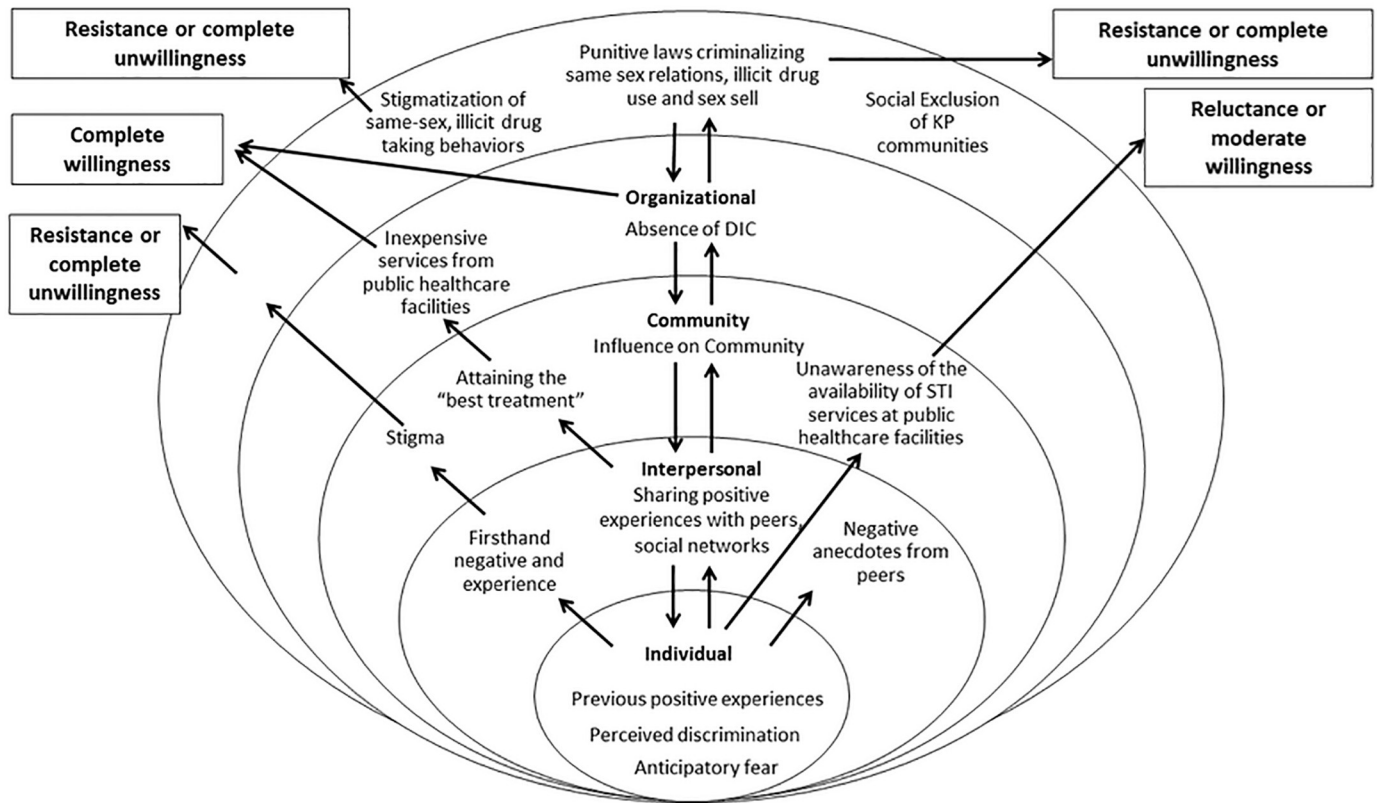 Resistance or complete
unwillingness
Punitive laws criminalizing
same sex relations, illicit drug
use and sex sell
Resistance or complete
unwillingness
Stigmatization of
same-sex, illicit drug
taking behaviors
Social Exclusion
of KP
communities
Complete
willingness
Reluctance or
moderate
willingness
Organizational
Absence of DIC
Resistance or
complete
unwillingness
Inexpensive
services from
public healthcare
facilities
Community
Influence on Community
Attaining the
“best treatment”
Unawareness of the
availability of STI
services at public
healthcare facilities
Stigma
Interpersonal
Sharing positive
experiences with peers,
social networks
Firsthand
negative and
experience
Negative
anecdotes from
peers
Individual
Previous positive experiences
Perceived discrimination
Anticipatory fear